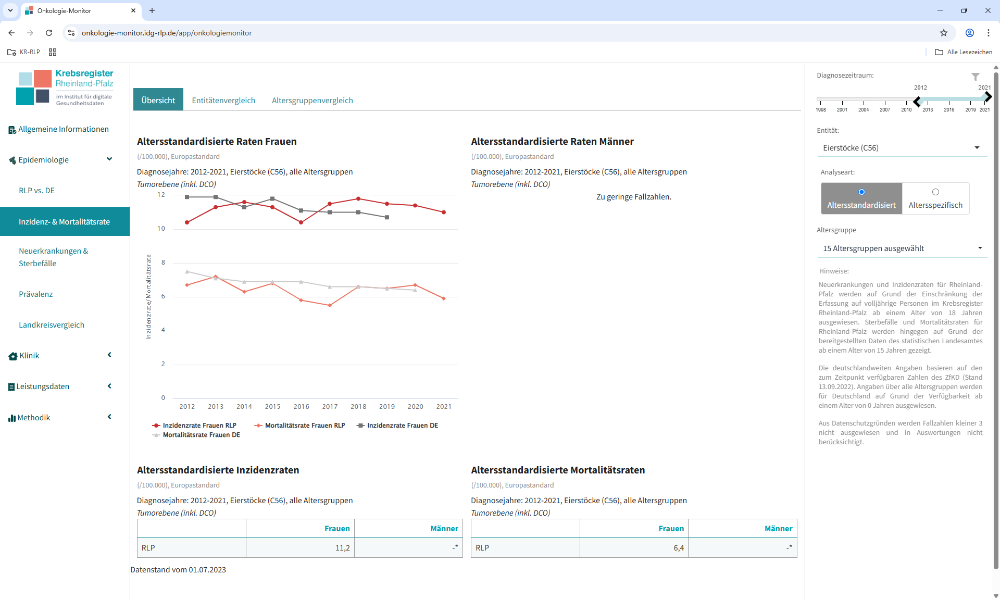 Onkologie-Monitor
onkologie-monitor.idg-rlp.de/app/onkologiemonitor
KR-RLP
Alle Lesezeichen
Krebsregister
Rheinland-Pfalz
im Institut für digitale
Gesundheitsdaten
Allgemeine Informationen
Epidemiologie
RLP vs. DE
Inzidenz- & Mortalitätsrate
Neuerkrankungen &
Sterbefälle
Prävalenz
Landkreisvergleich
Klinik
Leistungsdaten
Methodik
Übersicht
Entitätenvergleich
Altersgruppenvergleich
Altersstandardisierte Raten Frauen
(/100.000), Europastandard
Diagnosejahre: 2012-2021, Eierstöcke (C56), alle Altersgruppen
Tumorebene (inkl. DCO)
12
10
8
6
4
2
0
Inzidenzrate/Mortalitätsrate
2012 2013 2014 2015 2016 2017 2018 2019 2020 2021
Inzidenzrate Frauen RLP Mortalitätsrate Frauen RLP Inzidenzrate Frauen DE
Mortalitätsrate Frauen DE
Altersstandardisierte Raten Männer
(/100.000), Europastandard
Diagnosejahre: 2012-2021, Eierstöcke (C56), alle Altersgruppen
Tumorebene (inkl. DCO)
Zu geringe Fallzahlen.
Altersstandardisierte Inzidenzraten
(/100.000), Europastandard
Diagnosejahre: 2012-2021, Eierstöcke (C56), alle Altersgruppen
Tumorebene (inkl. DCO)
Frauen Männer
RLP 11,2 -*
Altersstandardisierte Mortalitätsraten
(/100.000), Europastandard
Diagnosejahre: 2012-2021, Eierstöcke (C56), alle Altersgruppen
Tumorebene (inkl. DCO)
Frauen Männer
RLP 6,4 -*
Datenstand vom 01.07.2023
Diagnosezeitraum:
2012 2021
1998 2001 2004 2007 2010 2013 2016 2019 2021
Entität:
Eierstöcke (C56)
Analyseart:
Altersstandardisiert
Altersspezifisch
Altersgruppe
15 Altersgruppen ausgewählt
Hinweise:
Neuerkrankungen und Inzidenzraten für Rheinland-
Pfalz werden auf Grund der Einschränkung der
Erfassung auf volljährige Personen im Krebsregister
Rheinland-Pfalz ab einem Alter von 18 Jahren
ausgewiesen. Sterbefälle und Mortalitätsraten für
Rheinland-Pfalz werden hingegen auf Grund der
bereitgestellten Daten des statistischen Landesamtes
ab einem Alter von 15 Jahren gezeigt.
Die deutschlandweiten Angaben basieren auf den
zum Zeitpunkt verfügbaren Zahlen des ZfKD (Stand
13.09.2022). Angaben über alle Altersgruppen werden
für Deutschland auf Grund der Verfügbarkeit ab
einem Alter von 0 Jahren ausgewiesen.
Aus Datenschutzgründen werden Fallzahlen kleiner 3
nicht ausgewiesen und in Auswertungen nicht
berücksichtigt.